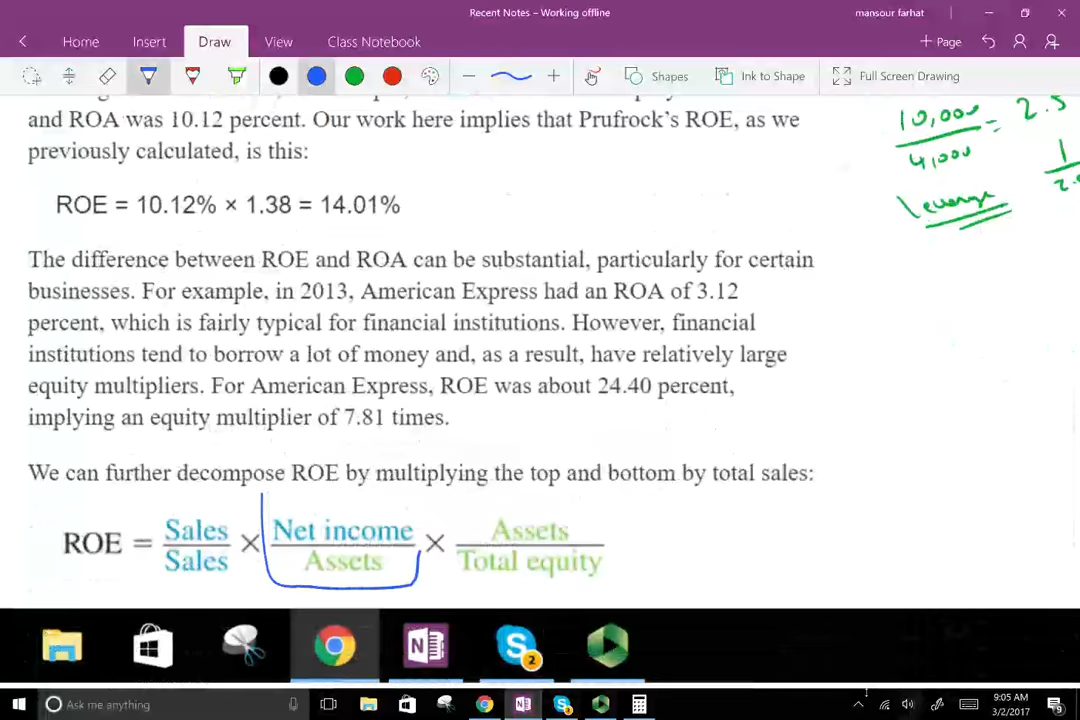 Recent Notes – Working offline
mansour farhat
Home Insert Draw View Class Notebook
Page
Shapes Ink to Shape Full Screen Drawing
and ROA was 10.12 percent. Our work here implies that Prufrock's ROE, as we
previously calculated, is this:
ROE = 10.12% × 1.38 = 14.01%
The difference between ROE and ROA can be substantial, particularly for certain
businesses. For example, in 2013, American Express had an ROA of 3.12
percent, which is fairly typical for financial institutions. However, financial
institutions tend to borrow a lot of money and, as a result, have relatively large
equity multipliers. For American Express, ROE was about 24.40 percent,
implying an equity multiplier of 7.81 times.
We can further decompose ROE by multiplying the top and bottom by total sales:
Sales Net income Assets
ROE = × ×
Sales Assets Total equity
10,000 = 2.5
4,000
1
leverage
2
Ask me anything
9:05 AM
3/2/2017